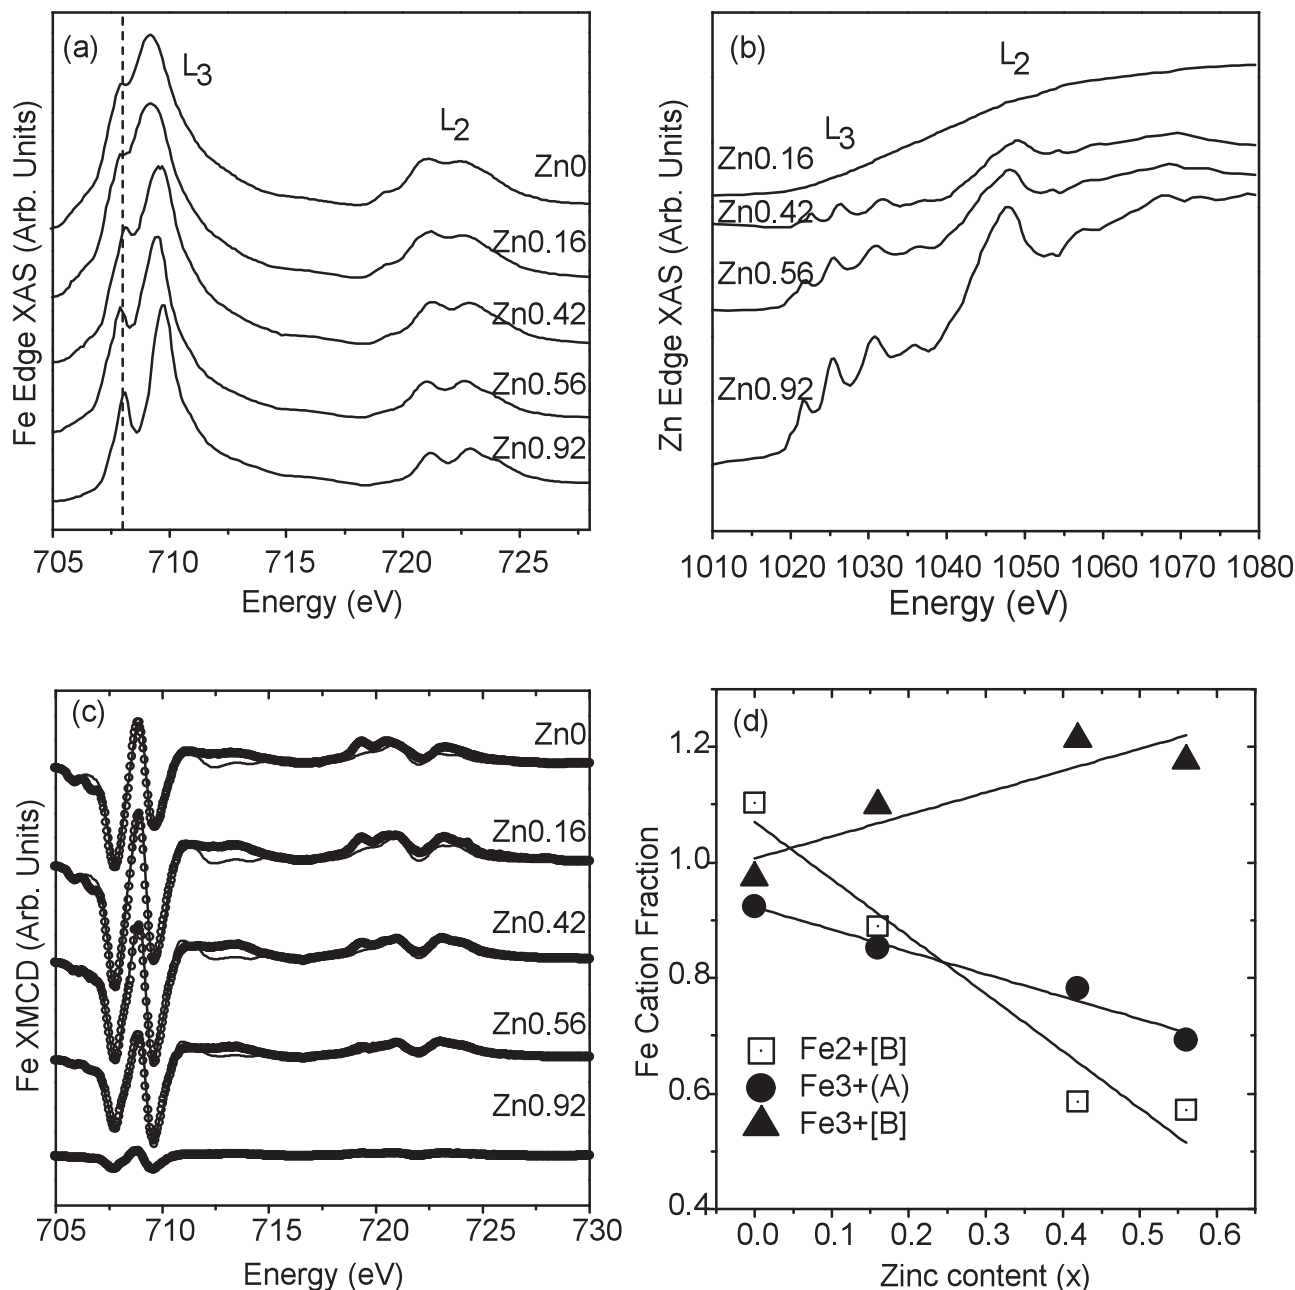 (a)
L3
L2
Zn0
Zn0.16
Zn0.42
Zn0.56
Zn0.92
Fe Edge XAS (Arb. Units)
705 710 715 720 725
Energy (eV)
(b)
L2
L3
Zn0.16
Zn0.42
Zn0.56
Zn0.92
Zn Edge XAS (Arb. Units)
1010 1020 1030 1040 1050 1060 1070 1080
Energy (eV)
(c)
Zn0
Zn0.16
Zn0.42
Zn0.56
Zn0.92
Fe XMCD (Arb. Units)
705 710 715 720 725 730
Energy (eV)
(d)
1.2
1.0
0.8
0.6
0.4
Fe Cation Fraction
Fe2+[B]
Fe3+(A)
Fe3+[B]
0.0 0.1 0.2 0.3 0.4 0.5 0.6
Zinc content (x)